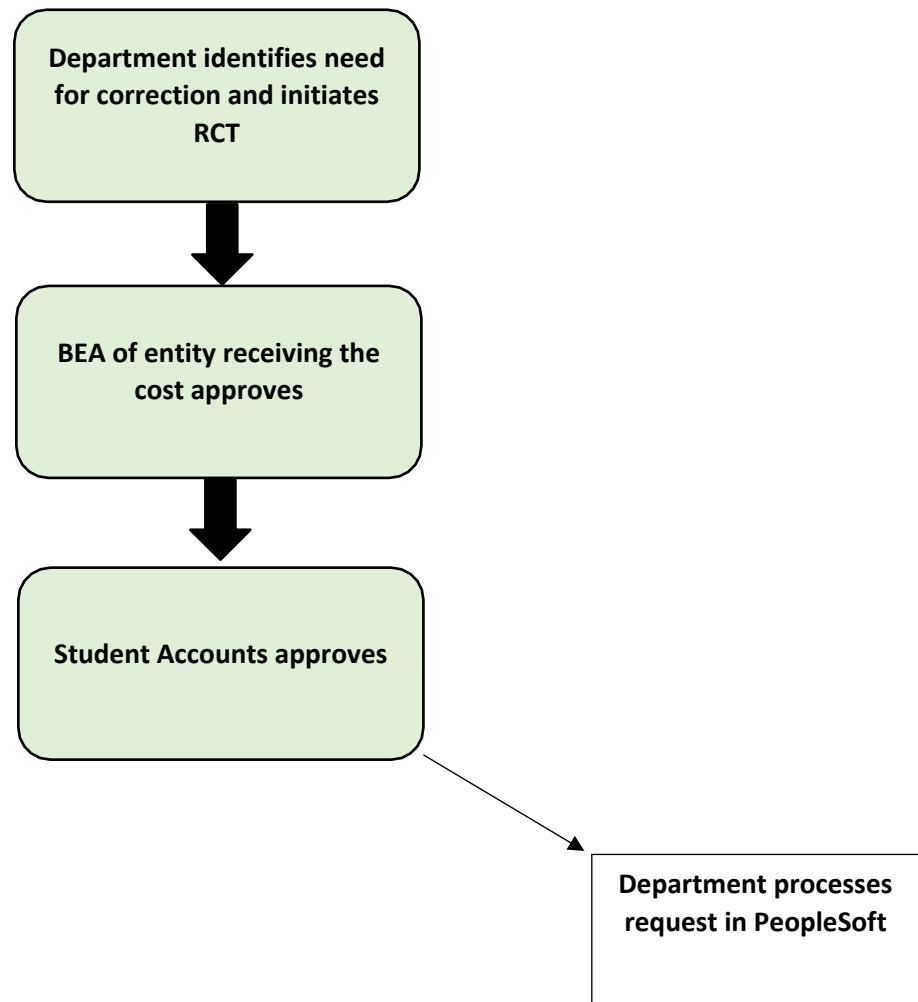 Department identifies need
for correction and initiates
RCT
BEA of entity receiving the
cost approves
Student Accounts approves
Department processes
request in PeopleSoft